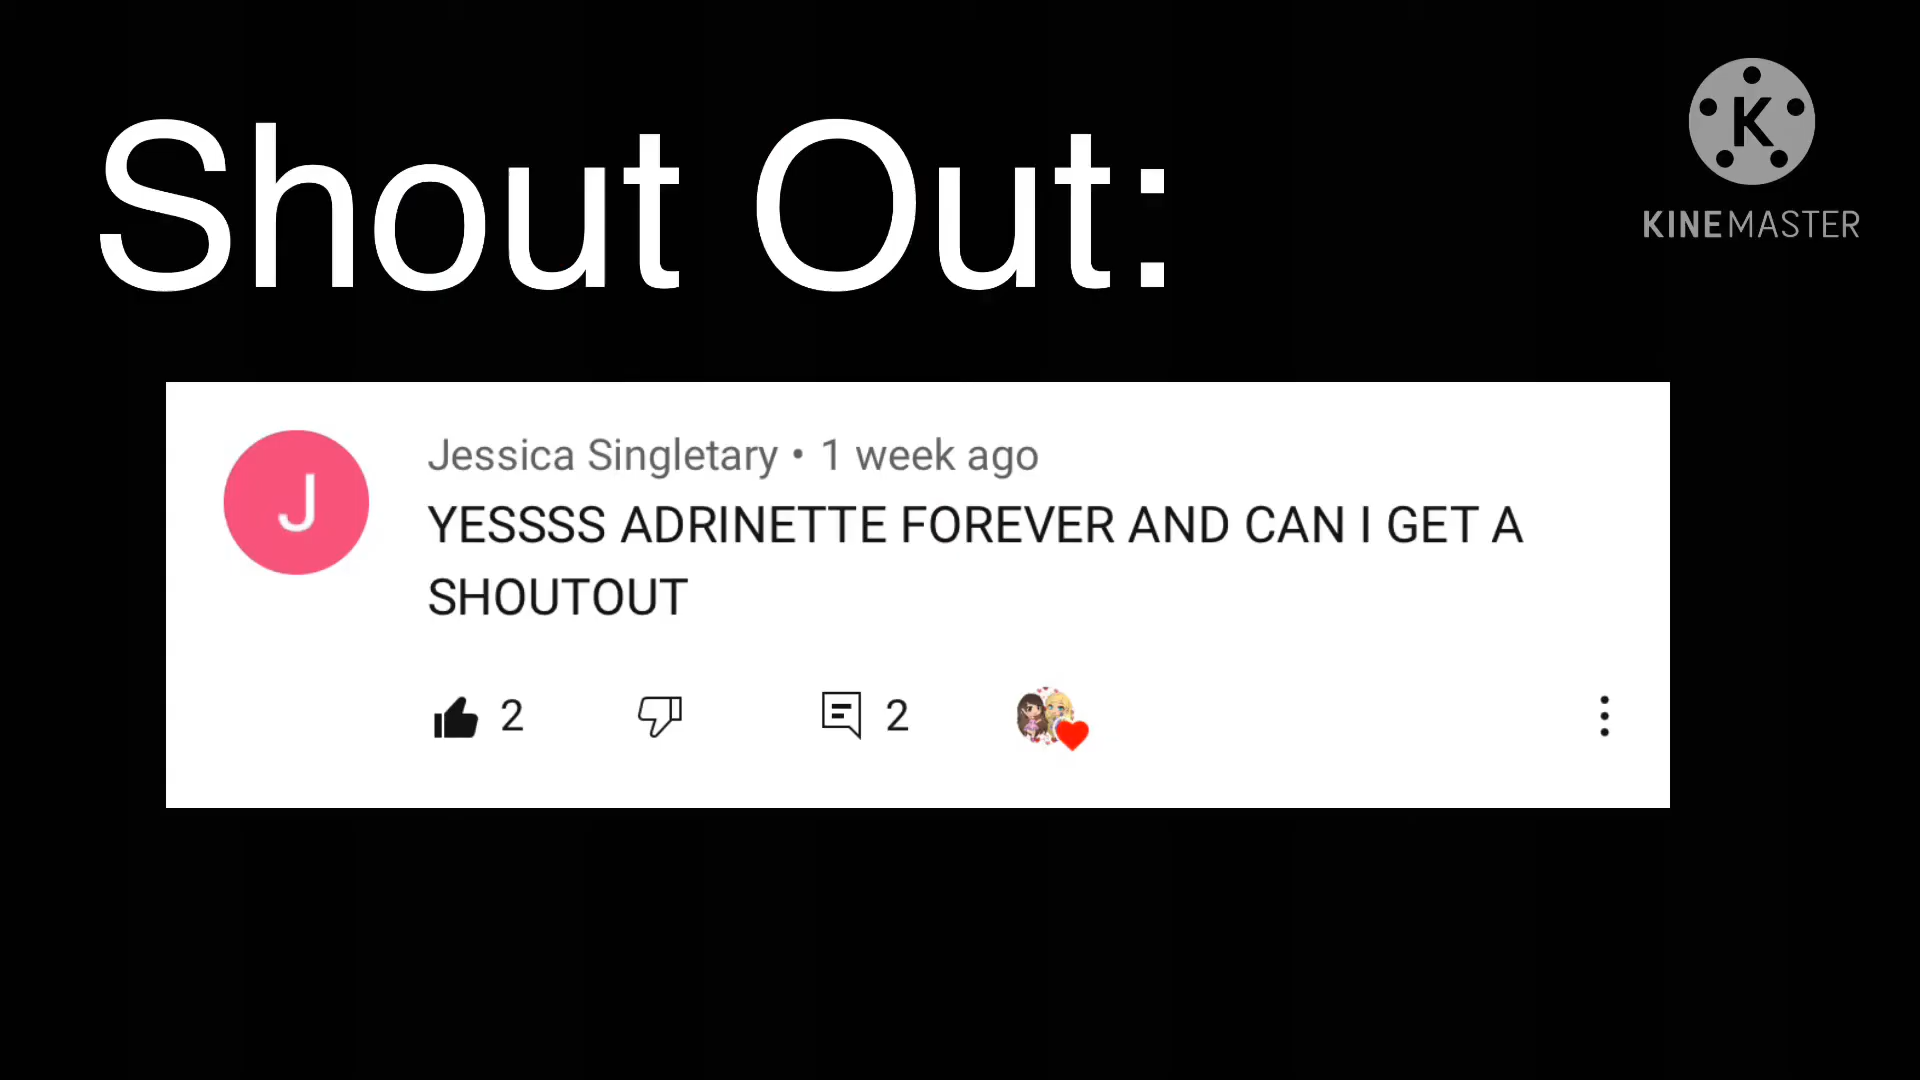 Shout Out:
K
KINEMASTER
J
Jessica Singletary • 1 week ago
YESSSS ADRINETTE FOREVER AND CAN I GET A
SHOUTOUT
2
2